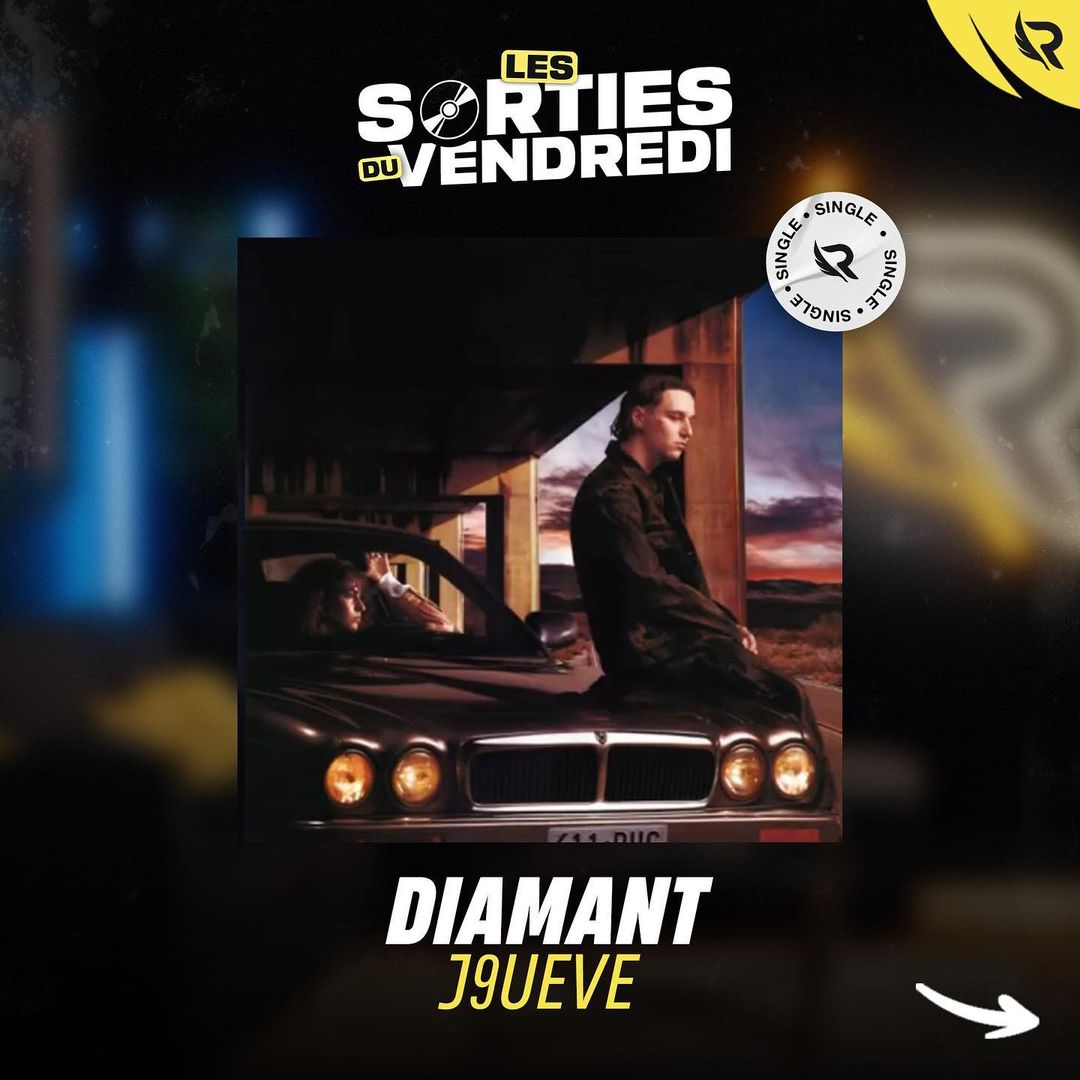 LES
SORTIES
DU VENDREDI
SINGLE • SINGLE • SINGLE • SINGLE •
DIAMANT
J9UEVE